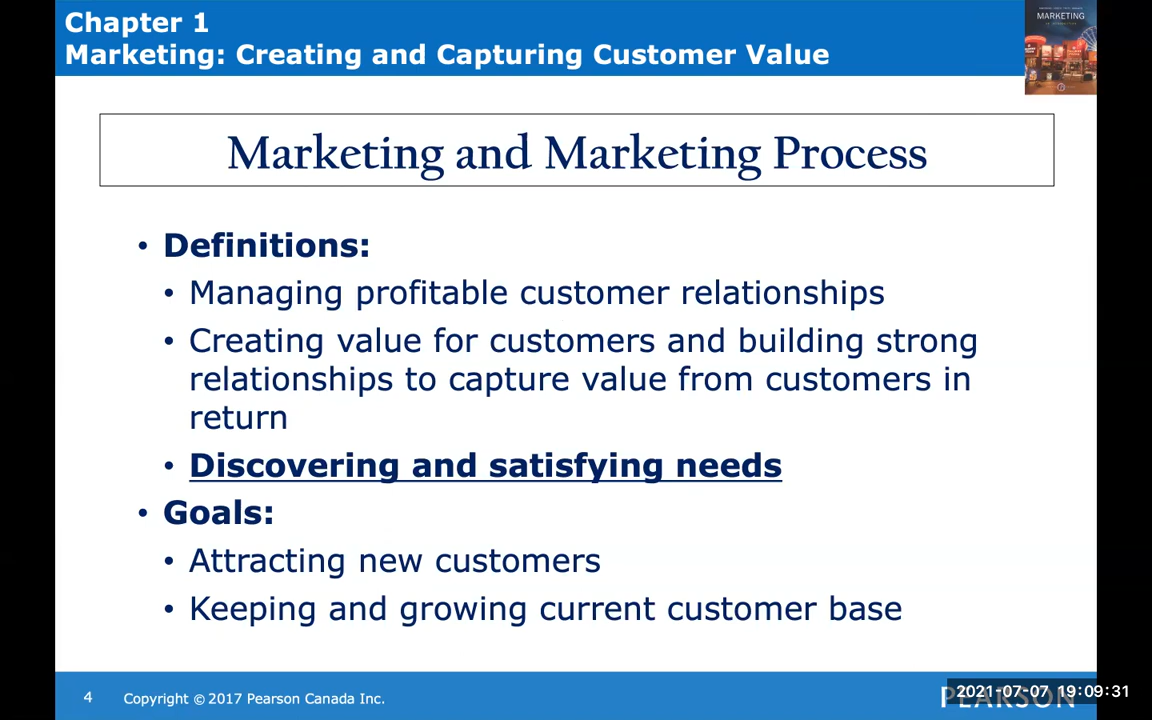 Chapter 1
Marketing: Creating and Capturing Customer Value
MARKETING
Marketing and Marketing Process
• Definitions:
• Managing profitable customer relationships
• Creating value for customers and building strong
relationships to capture value from customers in
return
• Discovering and satisfying needs
• Goals:
• Attracting new customers
• Keeping and growing current customer base
4 Copyright © 2017 Pearson Canada Inc.
PEARSON
2021-07-07 19:09:31